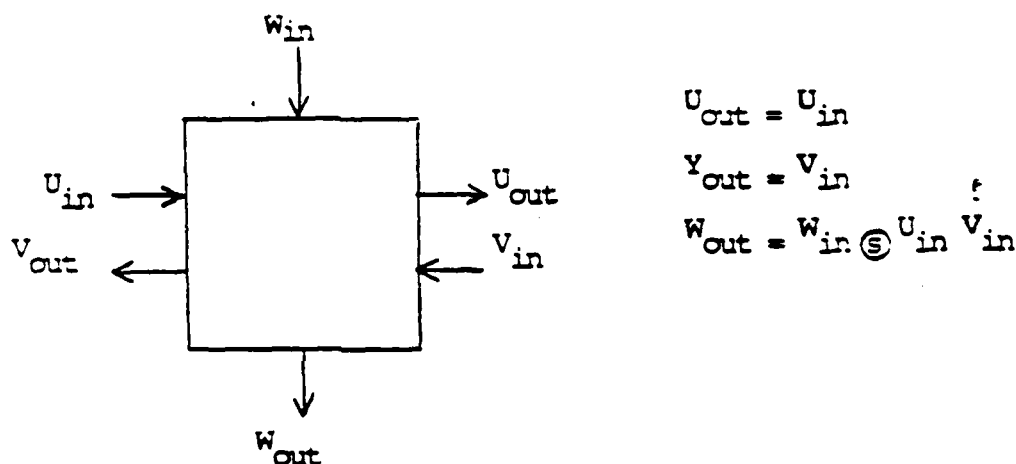 W_in
U_out = U_in
Y_out = V_in
U_in U_out
W_out = W_in Ⓢ U_in V_in
V_out V_in
W_out